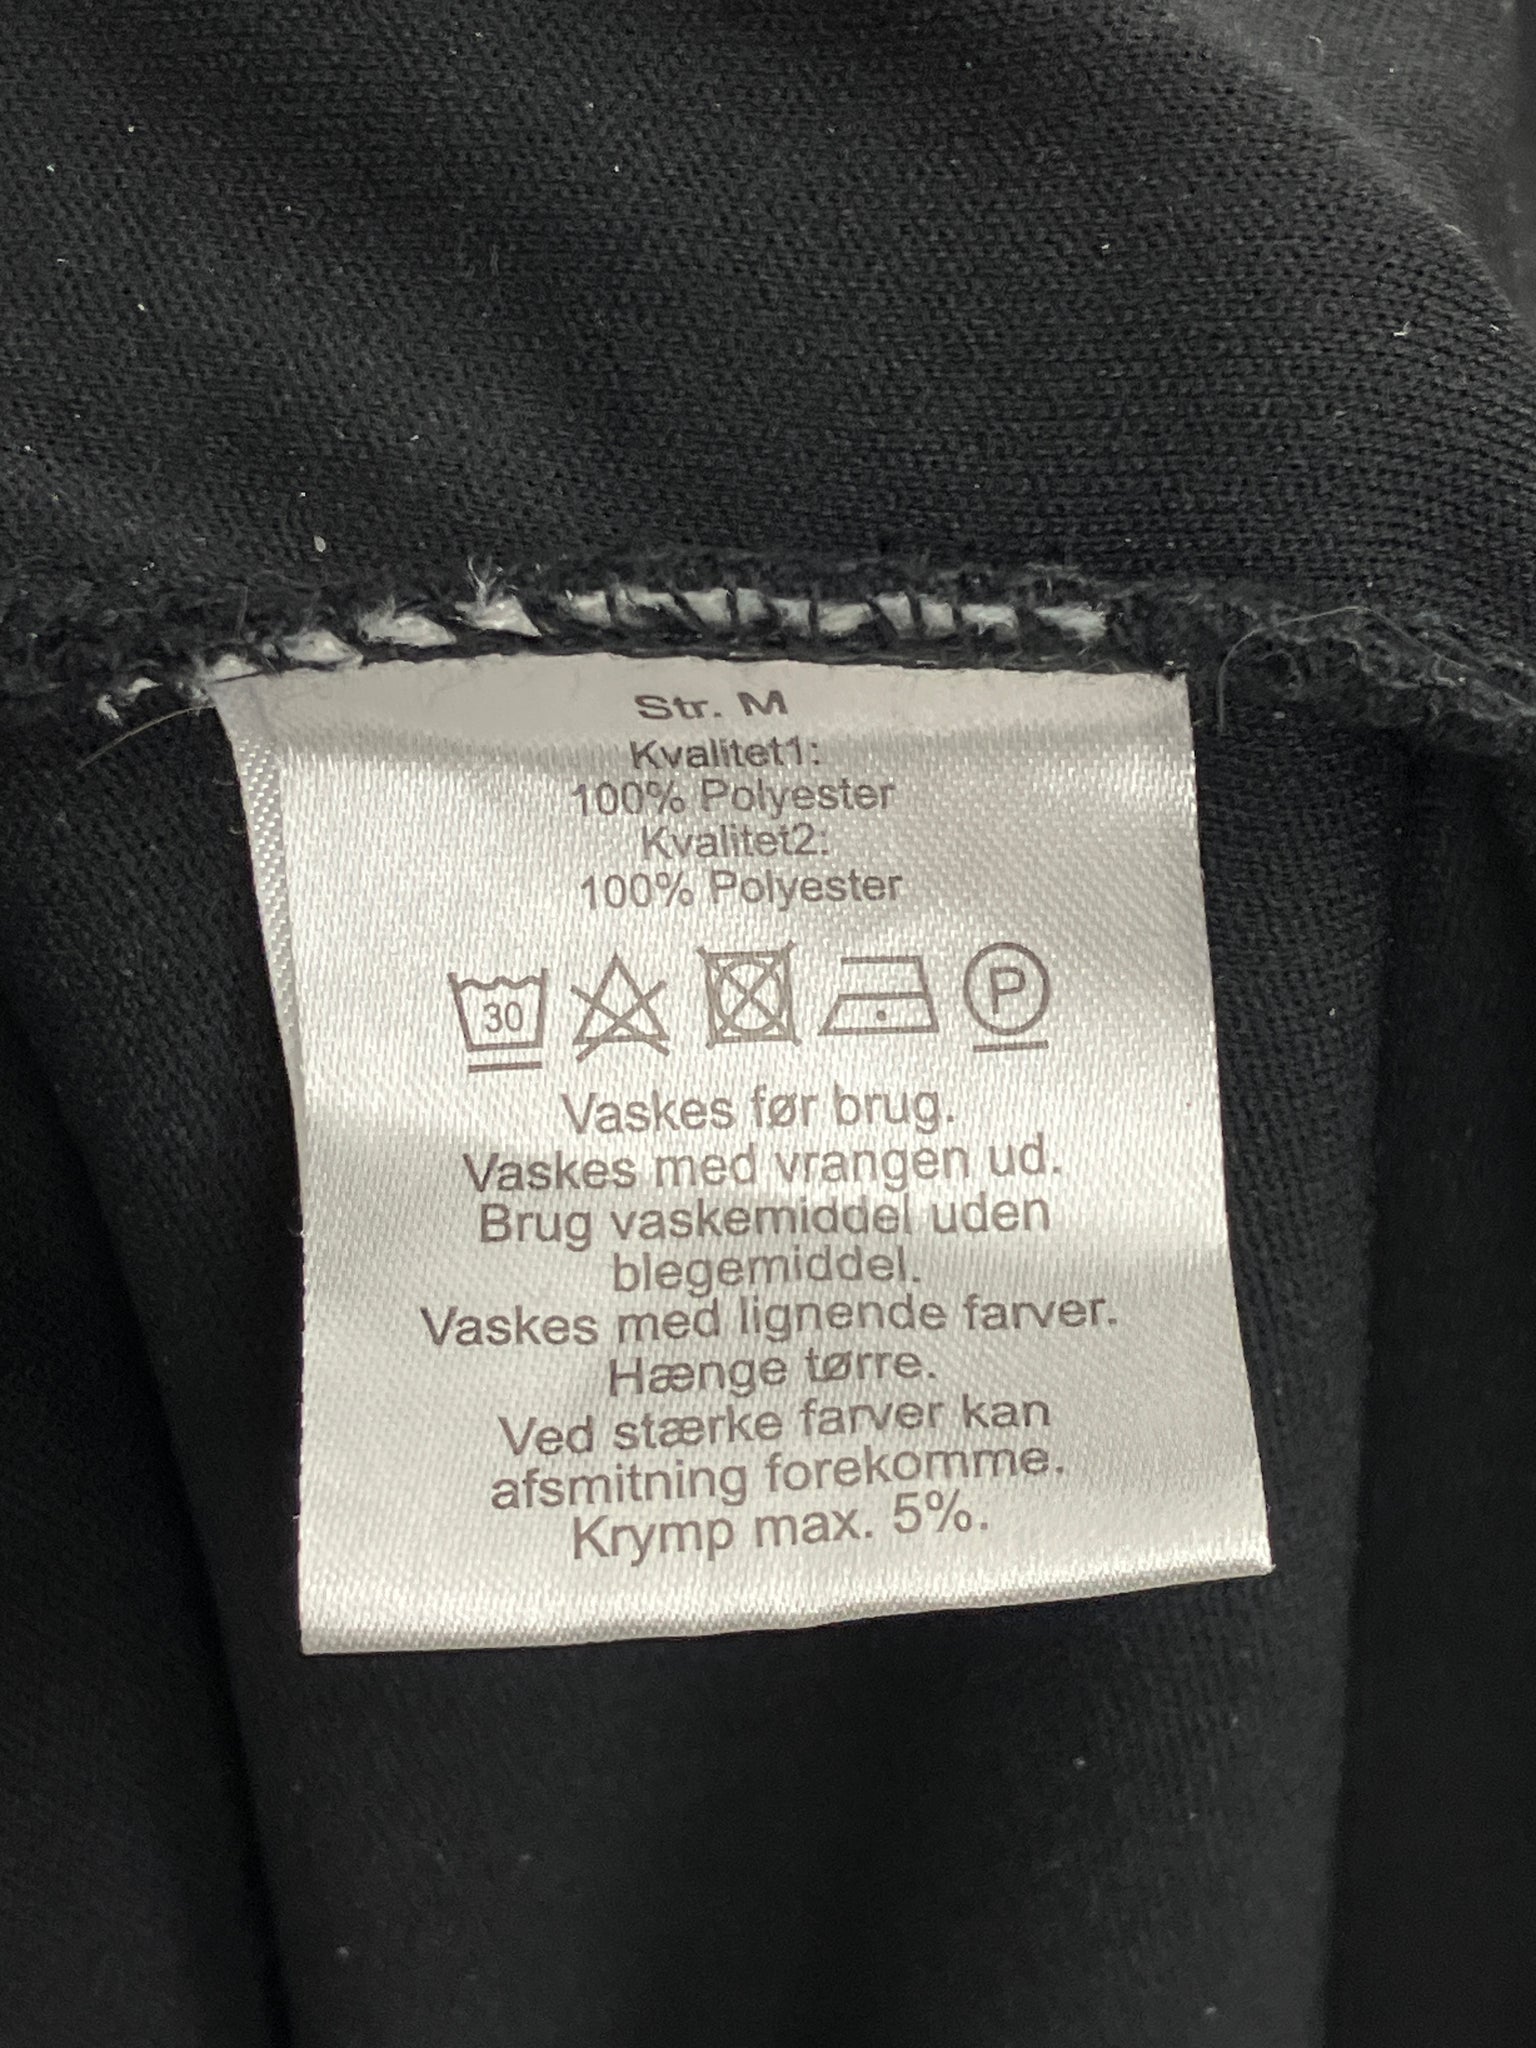 Str. M
Kvalitet1:
100% Polyester
Kvalitet2:
100% Polyester
30 P
Vaskes før brug.
Vaskes med vrangen ud.
Brug vaskemiddel uden
blegemiddel.
Vaskes med lignende farver.
Hænge tørre.
Ved stærke farver kan
afsmitning forekomme.
Krymp max. 5%.